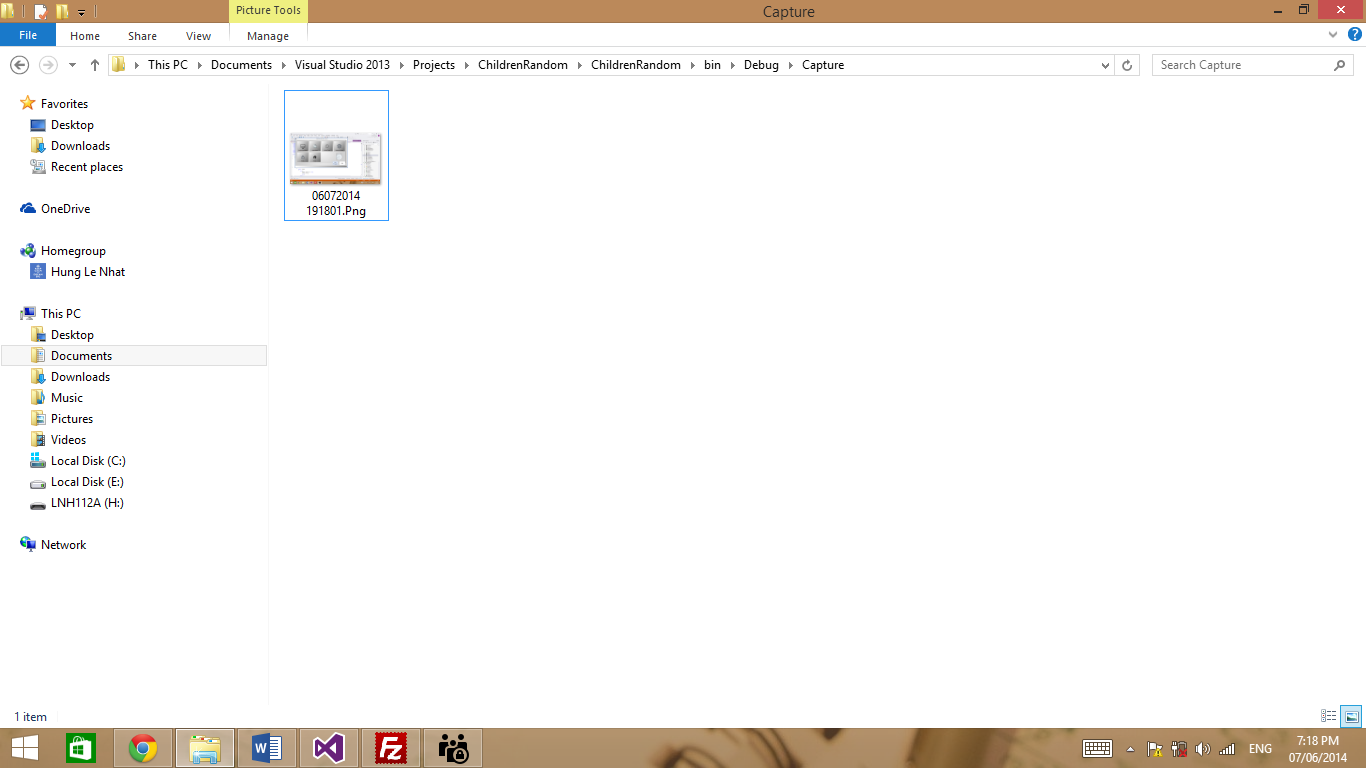 Picture Tools
Capture
File
Home
Share
View
Manage
This PC
Documents
Visual Studio 2013
Projects
ChildrenRandom
ChildrenRandom
bin
Debug
Capture
Search Capture
Favorites
Desktop
Downloads
Recent places
OneDrive
Homegroup
Hung Le Nhat
This PC
Desktop
Documents
Downloads
Music
Pictures
Videos
Local Disk (C:)
Local Disk (E:)
LNH112A (H:)
Network
06072014
191801.Png
1 item
ENG
7:18 PM
07/06/2014